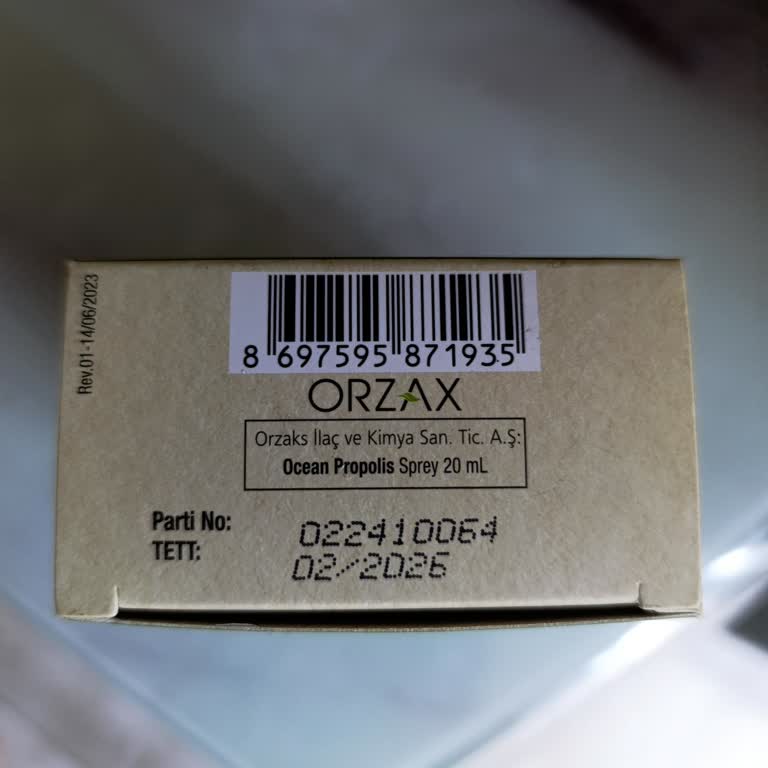 Rev.01-14/06/2023
8 697595 871935
ORZAX
Orzaks İlaç ve Kimya San. Tic. A.Ş:
Ocean Propolis Sprey 20 mL
Parti No: 022410064
TETT: 02/2026